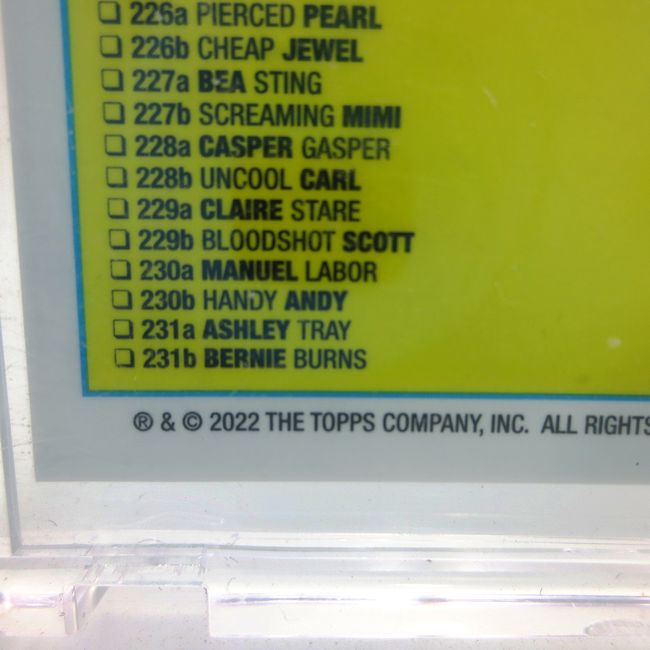 226a PIERCED PEARL
226b CHEAP JEWEL
227a BEA STING
227b SCREAMING MIMI
228a CASPER GASPER
228b UNCOOL CARL
229a CLAIRE STARE
229b BLOODSHOT SCOTT
230a MANUEL LABOR
230b HANDY ANDY
231a ASHLEY TRAY
231b BERNIE BURNS
® & © 2022 THE TOPPS COMPANY, INC. ALL RIGHTS